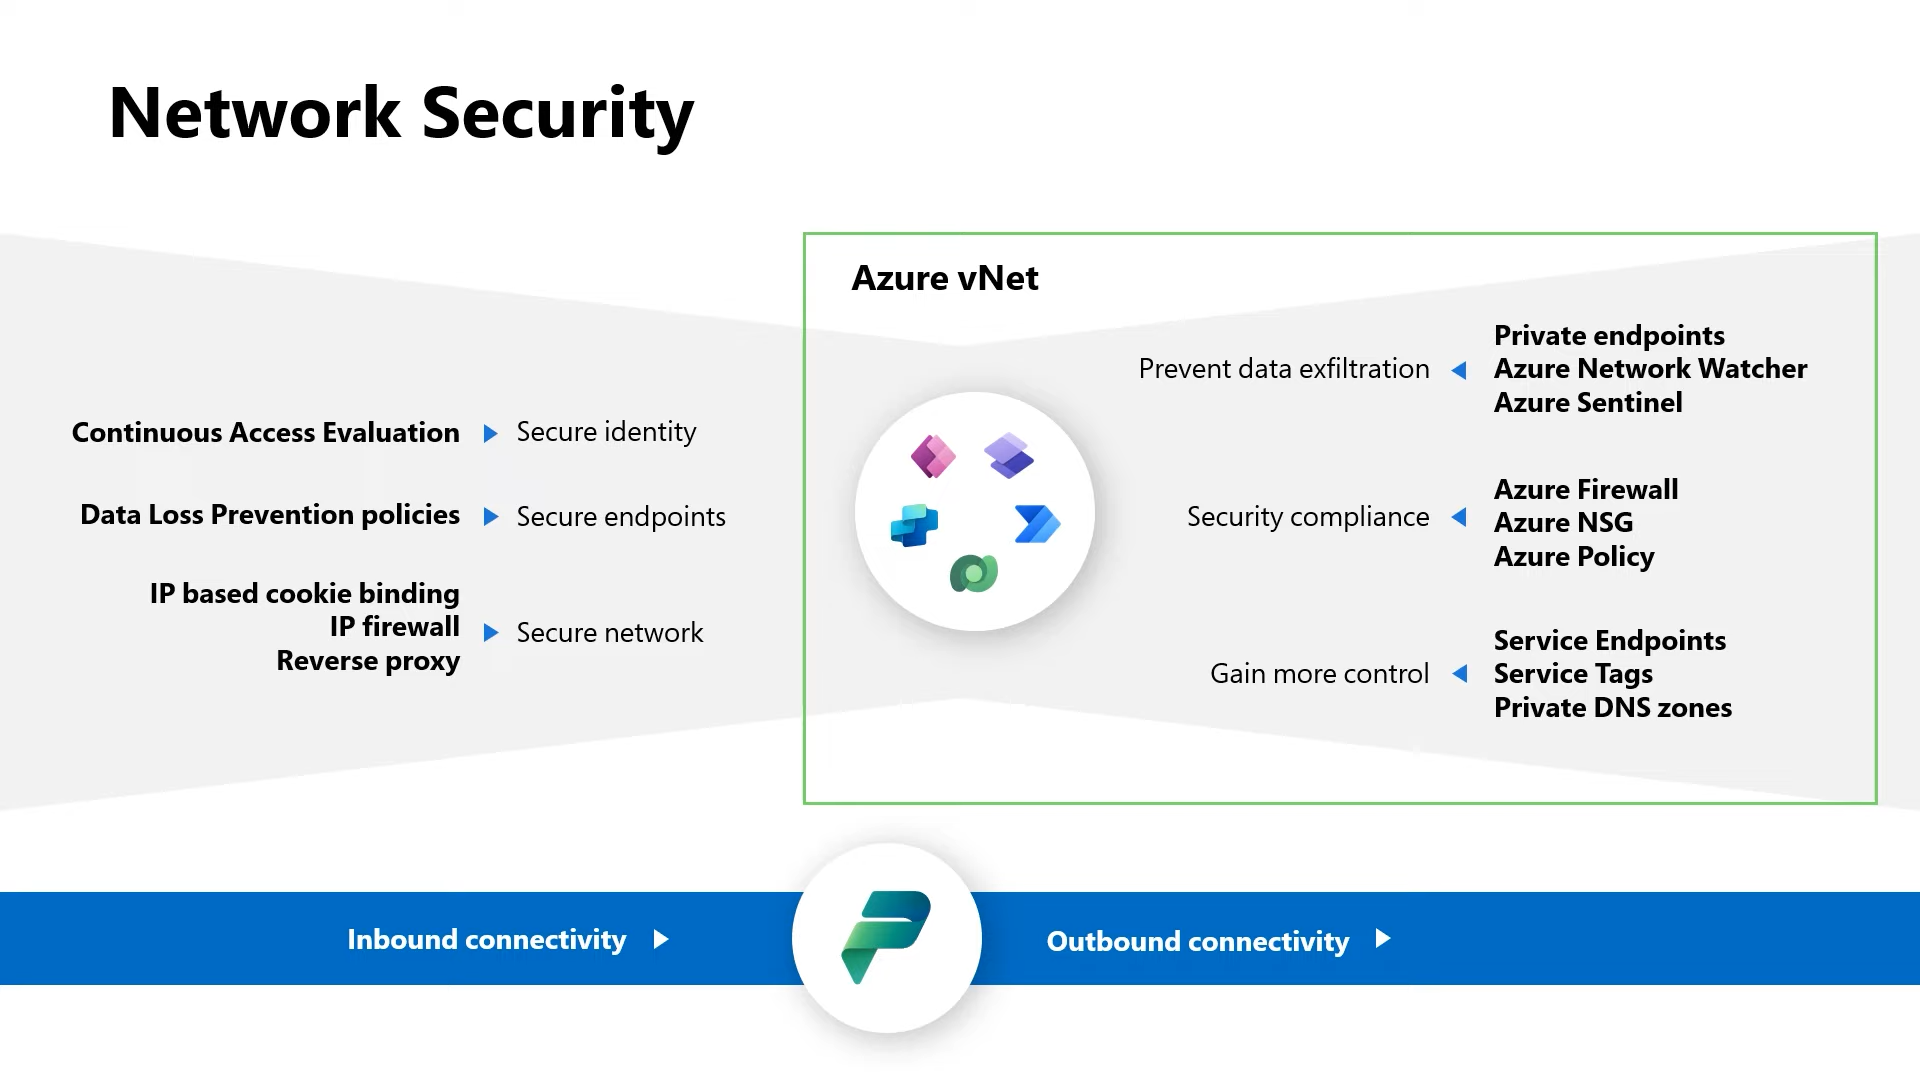 Network Security
Continuous Access Evaluation
Secure identity
Data Loss Prevention policies
Secure endpoints
IP based cookie binding
IP firewall
Reverse proxy
Secure network
Azure vNet
Prevent data exfiltration
Private endpoints
Azure Network Watcher
Azure Sentinel
Security compliance
Azure Firewall
Azure NSG
Azure Policy
Gain more control
Service Endpoints
Service Tags
Private DNS zones
Inbound connectivity
Outbound connectivity